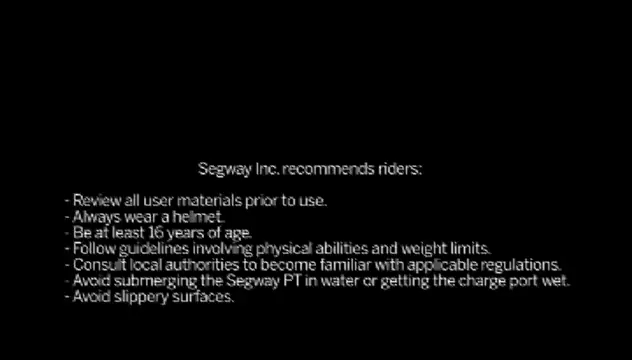 Segway Inc. recommends riders:
- Review all user materials prior to use.
- Always wear a helmet.
- Be at least 16 years of age.
- Follow guidelines involving physical abilities and weight limits.
- Consult local authorities to become familiar with applicable regulations.
- Avoid submerging the Segway PT in water or getting the charge port wet.
- Avoid slippery surfaces.